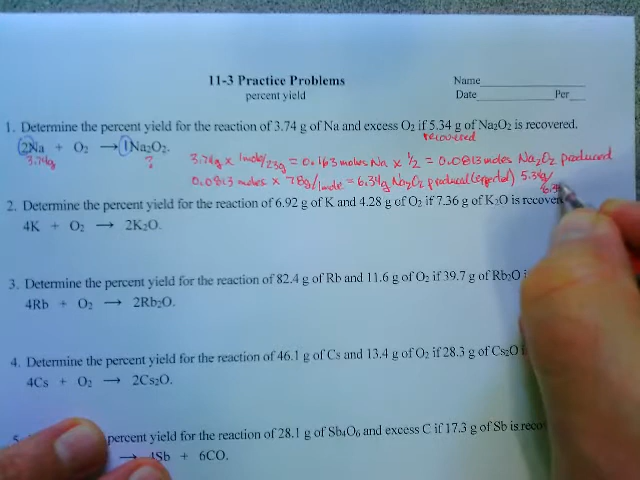 11-3 Practice Problems
percent yield
Name
Date Per
1. Determine the percent yield for the reaction of 3.74 g of Na and excess O₂ if 5.34 g of Na₂O₂ is recovered.
recovered
2Na + O₂ → 1Na₂O₂.
3.74g ?
3.74g x 1mole/23g = 0.163 moles Na x 1/2 = 0.0813 moles Na₂O₂ produced
0.0813 moles x 78g/1mole = 6.34g Na₂O₂ produced (expected) 5.34g/
6.34
2. Determine the percent yield for the reaction of 6.92 g of K and 4.28 g of O₂ if 7.36 g of K₂O is
4K + O₂ → 2K₂O.
3. Determine the percent yield for the reaction of 82.4 g of Rb and 11.6 g of O₂ if 39.7 g of Rb₂O
4Rb + O₂ → 2Rb₂O.
4. Determine the percent yield for the reaction of 46.1 g of Cs and 13.4 g of O₂ if 28.3 g of Cs₂O
4Cs + O₂ → 2Cs₂O.
5. percent yield for the reaction of 28.1 g of Sb₄O₆ and excess C if 17.3 g of Sb is
→ 4Sb + 6CO.